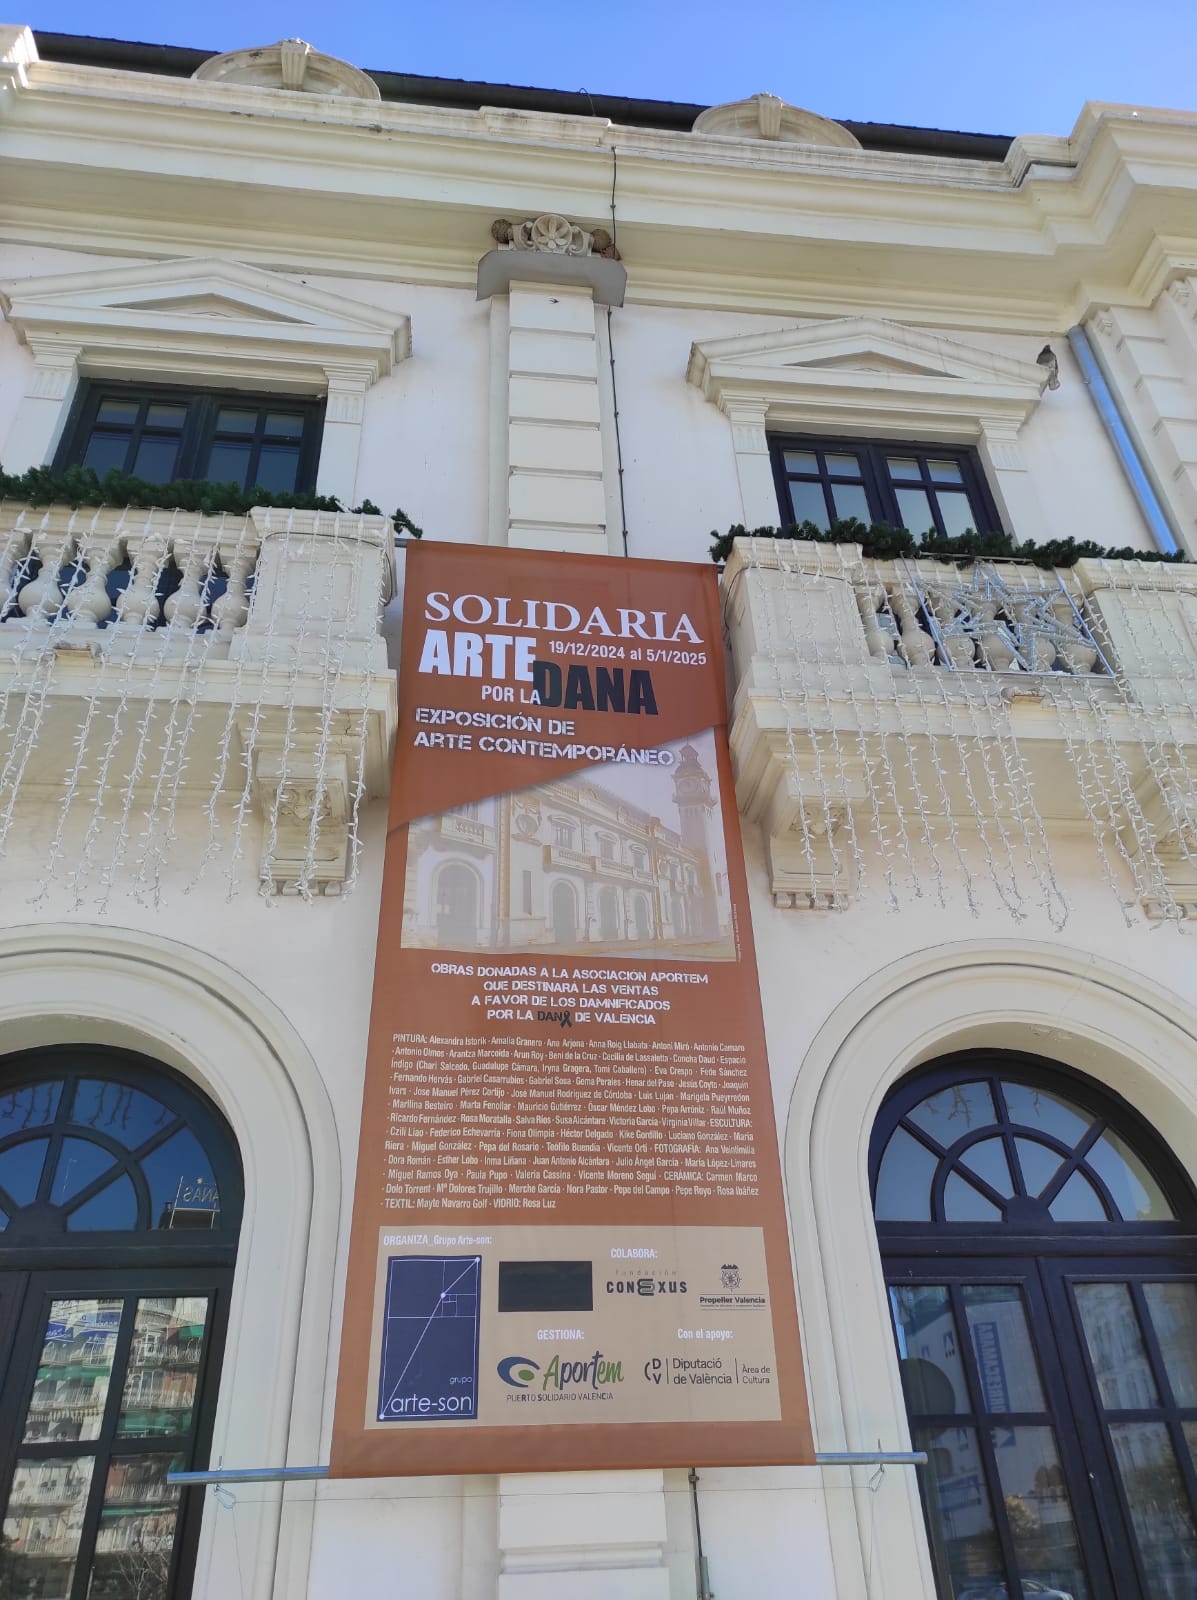 SOLIDARIA
ARTE 19/12/2024 al 5/1/2025
POR LA DANA
EXPOSICIÓN DE
ARTE CONTEMPORÁNEO
OBRAS DONADAS A LA ASOCIACIÓN APORTEM
QUE DESTINARÁ LAS VENTAS
A FAVOR DE LOS DAMNIFICADOS
POR LA DANA DE VALENCIA
PINTURA: Alexandra Istorik · Amalia Granero · Ana Arjona · Anna Roig Llabata · Antoni Miró · Antonio Camaro
· Antonio Olmos · Arantza Marcoida · Arun Roy · Beni de la Cruz · Cecilia de Lassaletta · Concha Daud · Espacio
Índigo (Chari Salcedo, Guadalupe Cámara, Iryna Gragera, Tomi Caballero) · Eva Crespo · Fede Sánchez
· Fernando Hervás · Gabriel Casarrubios · Gabriel Sosa · Gema Perales · Henar del Paso · Jesús Coyto · Joaquín
Ivars · Jose Manuel Pérez Cortijo · José Manuel Rodríguez de Córdoba · Luis Luján · Marigela Pueyrredon
· Marilina Besteiro · Marta Fenollar · Mauricio Gutiérrez · Óscar Méndez Lobo · Pepa Arróniz · Raúl Muñoz
· Ricardo Fernández · Rosa Moratalla · Salva Ríos · Susa Alcántara · Victoria García · Virginia Villar · ESCULTURA:
· Czili Liao · Federico Echevarría · Fiona Olimpia · Héctor Delgado · Kike Gordillo · Luciano González · María
Riera · Miguel González · Pepa del Rosario · Teófilo Buendía · Vicente Ortí · FOTOGRAFÍA: Ana Veintimilla
· Dora Román · Esther Lobo · Inma Liñana · Juan Antonio Alcántara · Julio Ángel García · María López-Linares
· Miguel Ramos Oya · Paula Pupo · Valeria Cassina · Vicente Moreno Seguí · CERÁMICA: Carmen Marco
· Dolo Torrent · Mª Dolores Trujillo · Merche García · Nora Pastor · Pepe del Campo · Pepe Royo · Rosa Ibáñez
· TEXTIL: Mayte Navarro Golf · VIDRIO: Rosa Luz
ORGANIZA_Grupo Arte-son:
COLABORA:
fundación
CONEXUS
Propeller Valencia
grupo
arte-son
GESTIONA:
Aportem
PUERTO SOLIDARIO VALENCIA
Con el apoyo:
DV
Diputació
de València
Àrea de
Cultura